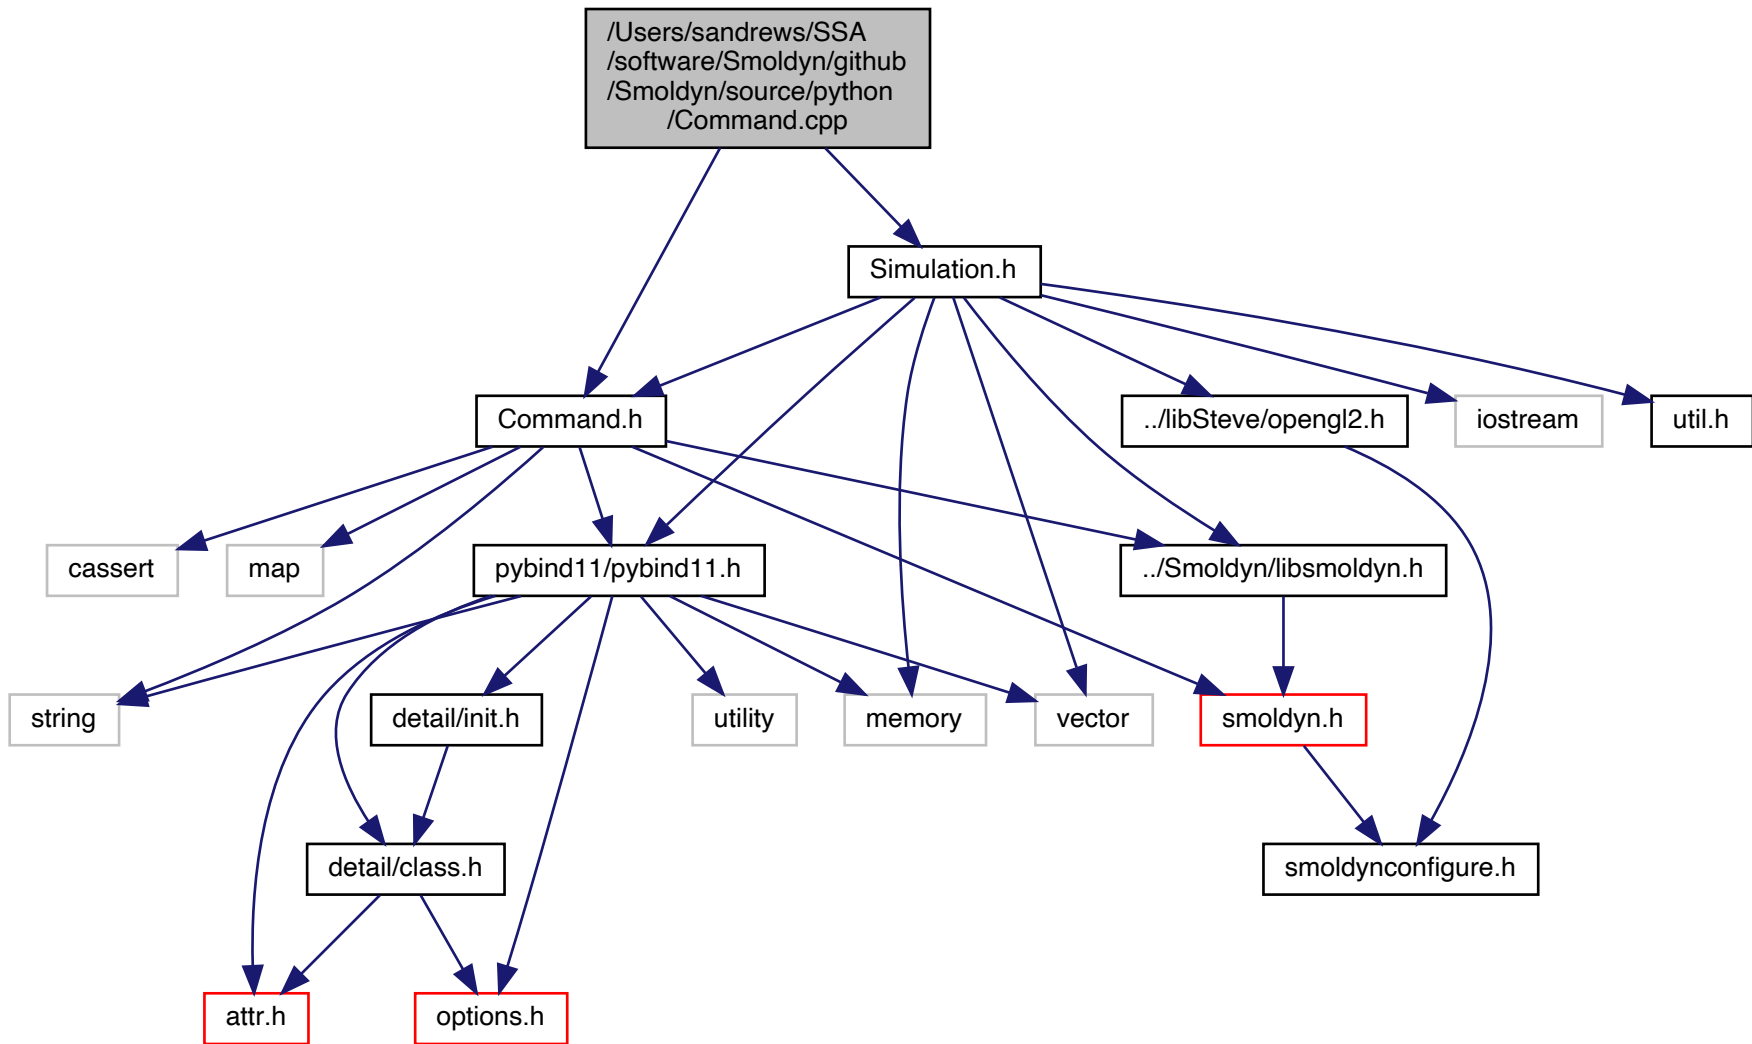 /Users/sandrews/SSA
/software/Smoldyn/github
/Smoldyn/source/python
/Command.cpp
Simulation.h
Command.h
../libSteve/opengl2.h
iostream
util.h
cassert
map
pybind11/pybind11.h
../Smoldyn/libsmoldyn.h
string
detail/init.h
utility
memory
vector
smoldyn.h
detail/class.h
smoldynconfigure.h
attr.h
options.h